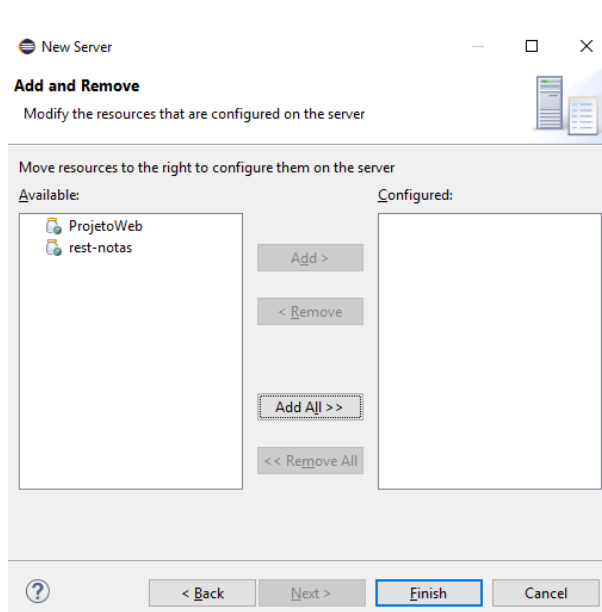 New Server
Add and Remove
Modify the resources that are configured on the server
Move resources to the right to configure them on the server
Available:
Configured:
ProjetoWeb
rest-notas
Add >
< Remove
Add All >>
<< Remove All
?
< Back
Next >
Finish
Cancel